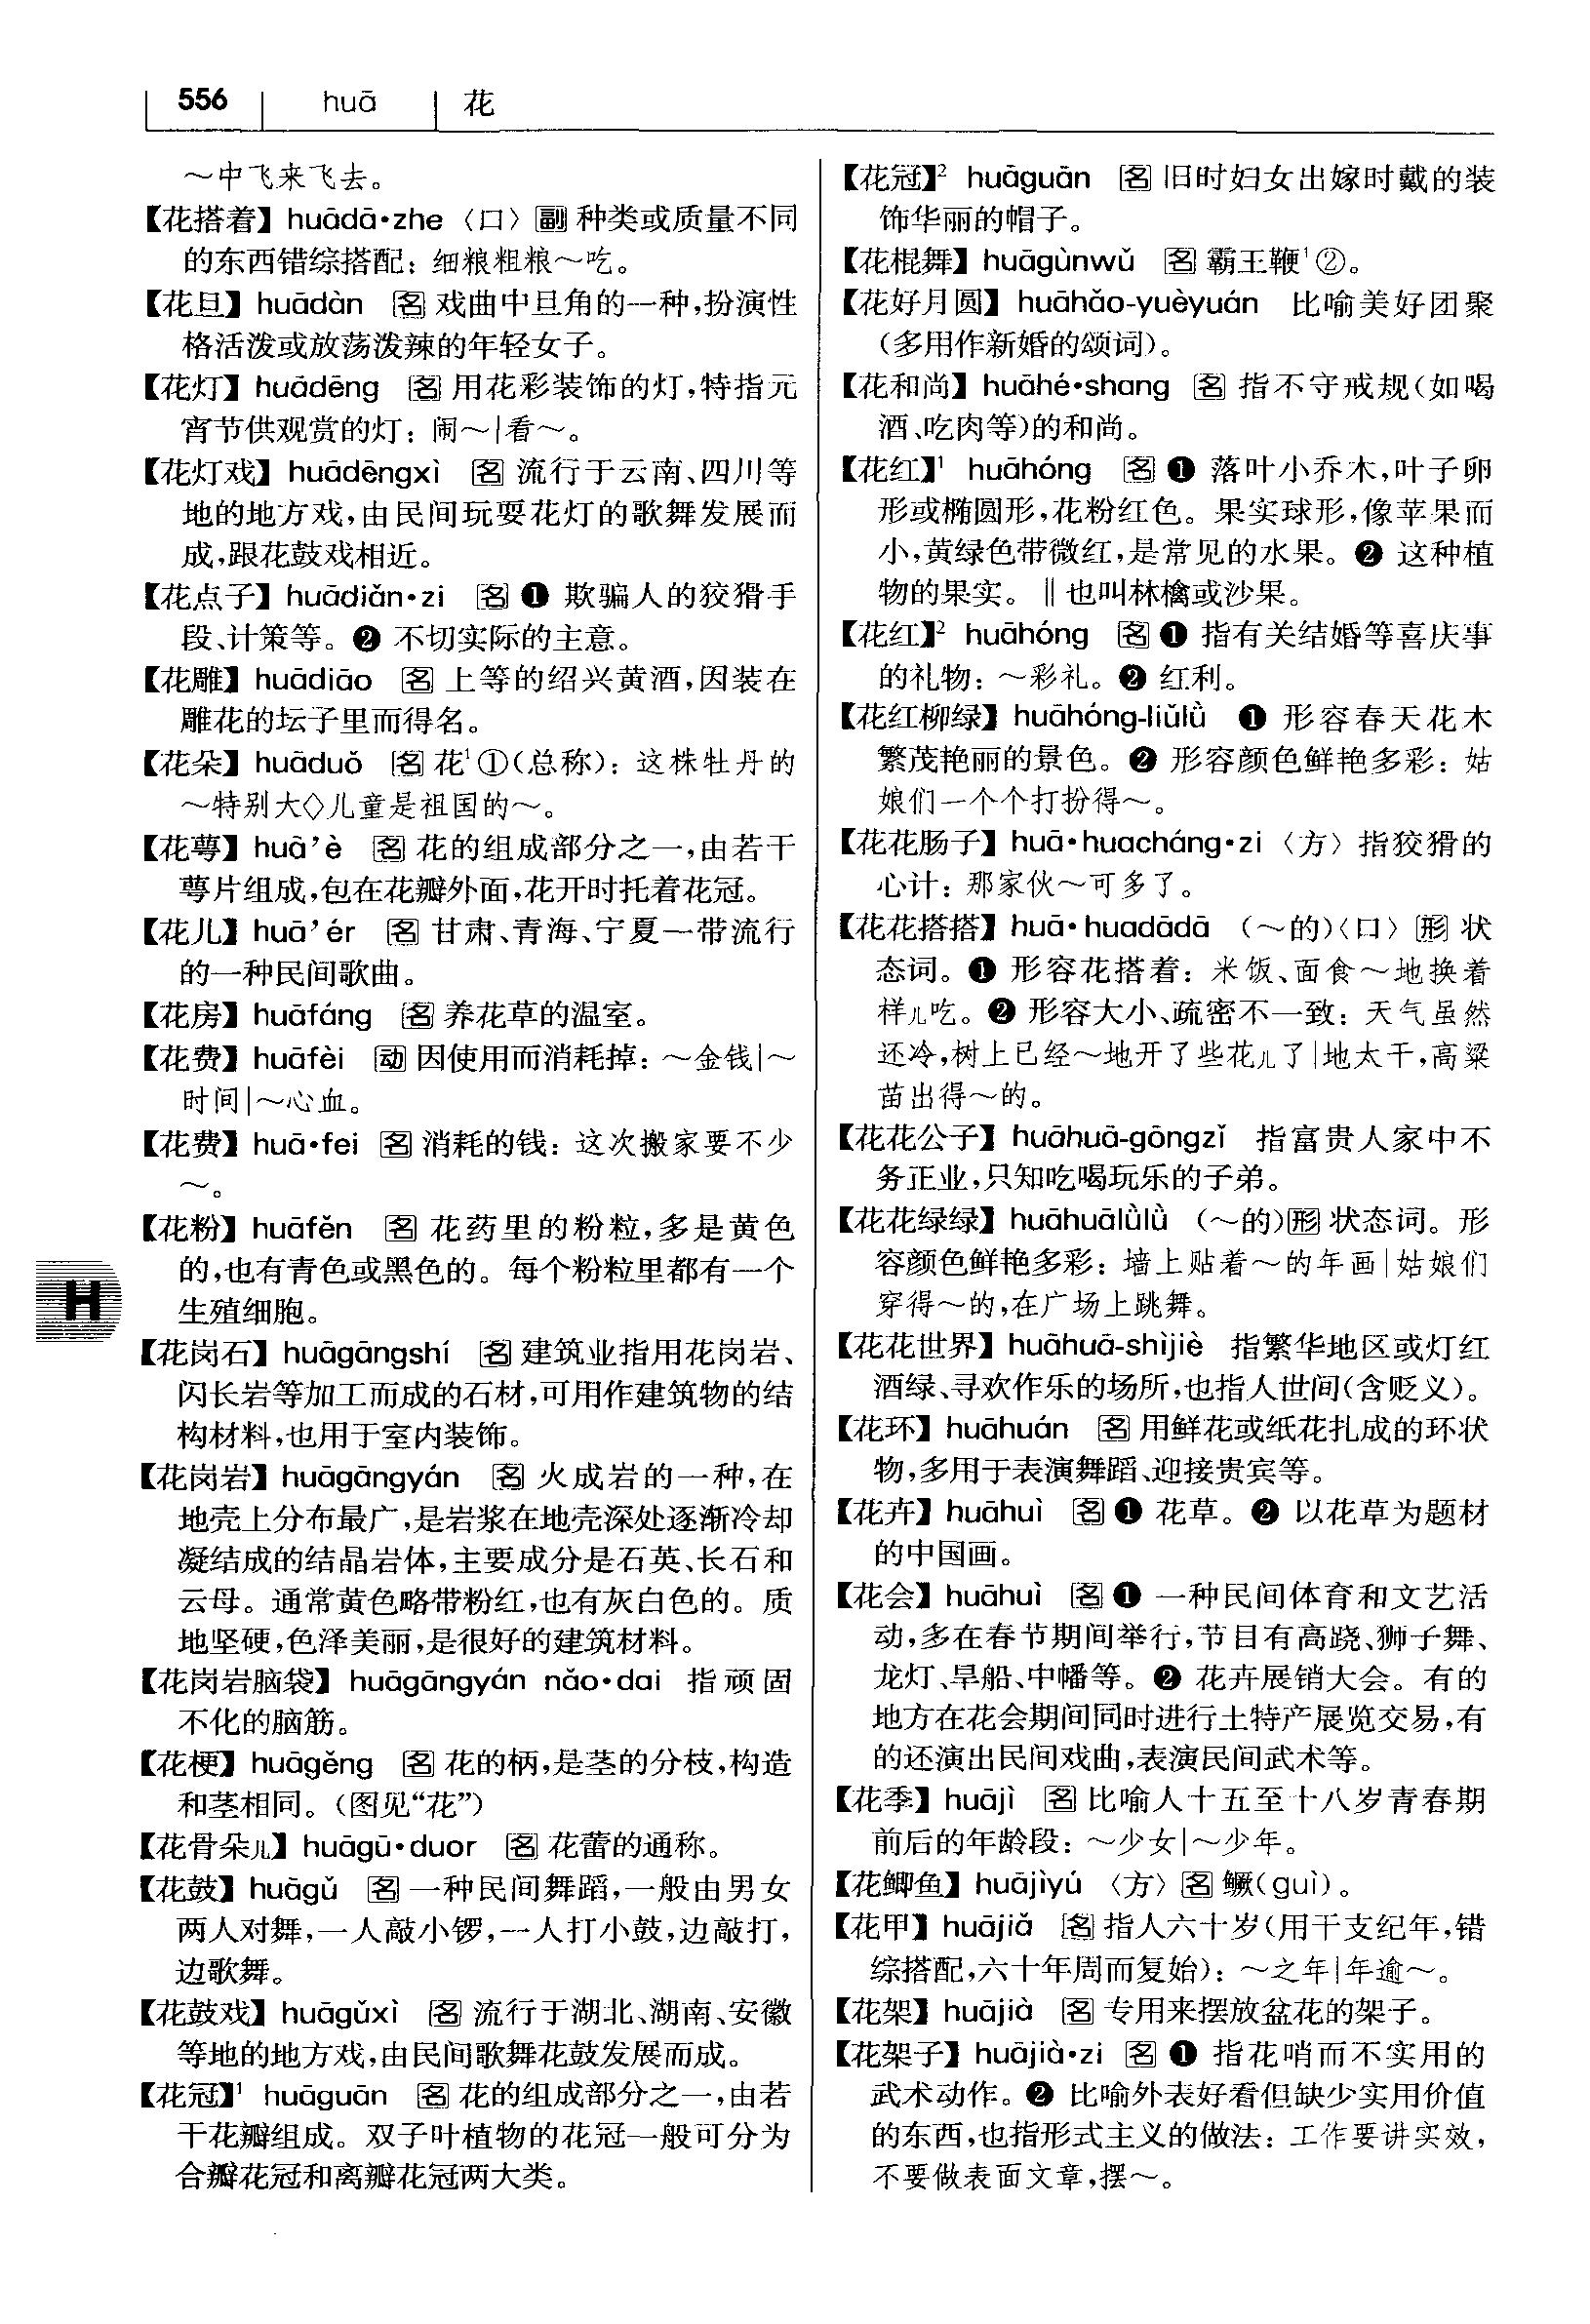 556 huā 花
～中飞来飞去。
【花搭着】huādā·zhe〈口〉副 种类或质量不同
的东西错综搭配：细粮粗粮～吃。
【花旦】huādàn 名 戏曲中旦角的一种，扮演性
格活泼或放荡泼辣的年轻女子。
【花灯】huādēng 名 用花彩装饰的灯，特指元
宵节供观赏的灯：闹～|看～。
【花灯戏】huādēngxì 名 流行于云南、四川等
地的地方戏，由民间玩耍花灯的歌舞发展而
成，跟花鼓戏相近。
【花点子】huādiǎn·zi 名 ❶ 欺骗人的狡猾手
段、计策等。❷ 不切实际的主意。
【花雕】huādiāo 名 上等的绍兴黄酒，因装在
雕花的坛子里而得名。
【花朵】huāduǒ 名 花¹①(总称)：这株牡丹的
～特别大◇儿童是祖国的～。
【花萼】huā’è 名 花的组成部分之一，由若干
萼片组成，包在花瓣外面，花开时托着花冠。
【花儿】huā’ér 名 甘肃、青海、宁夏一带流行
的一种民间歌曲。
【花房】huāfáng 名 养花草的温室。
【花费】huāfèi 动 因使用而消耗掉：～金钱|～
时间|～心血。
【花费】huā·fei 名 消耗的钱：这次搬家要不少
～。
【花粉】huāfěn 名 花药里的粉粒，多是黄色
的，也有青色或黑色的。每个粉粒里都有一个
生殖细胞。
【花岗石】huāgāngshí 名 建筑业指用花岗岩、
闪长岩等加工而成的石材，可用作建筑物的结
构材料，也用于室内装饰。
【花岗岩】huāgāngyán 名 火成岩的一种，在
地壳上分布最广，是岩浆在地壳深处逐渐冷却
凝结成的结晶岩体，主要成分是石英、长石和
云母。通常黄色略带粉红，也有灰白色的。质
地坚硬，色泽美丽，是很好的建筑材料。
【花岗岩脑袋】huāgāngyán nǎo·dai 指顽固
不化的脑筋。
【花梗】huāgěng 名 花的柄，是茎的分枝，构造
和茎相同。(图见“花”)
【花骨朵儿】huāgū·duor 名 花蕾的通称。
【花鼓】huāgǔ 名 一种民间舞蹈，一般由男女
两人对舞，一人敲小锣，一人打小鼓，边敲打，
边歌舞。
【花鼓戏】huāgǔxì 名 流行于湖北、湖南、安徽
等地的地方戏，由民间歌舞花鼓发展而成。
【花冠】¹ huāguān 名 花的组成部分之一，由若
干花瓣组成。双子叶植物的花冠一般可分为
合瓣花冠和离瓣花冠两大类。
H
【花冠】² huāguān 名 旧时妇女出嫁时戴的装
饰华丽的帽子。
【花棍舞】huāgùnwǔ 名 霸王鞭¹②。
【花好月圆】huāhǎo-yuèyuán 比喻美好团聚
(多用作新婚的颂词)。
【花和尚】huāhé·shang 名 指不守戒规(如喝
酒、吃肉等)的和尚。
【花红】¹ huāhóng 名 ❶ 落叶小乔木，叶子卵
形或椭圆形，花粉红色。果实球形，像苹果而
小，黄绿色带微红，是常见的水果。❷ 这种植
物的果实。‖也叫林檎或沙果。
【花红】² huāhóng 名 ❶ 指有关结婚等喜庆事
的礼物：～彩礼。❷ 红利。
【花红柳绿】huāhóng-liǔlǜ ❶ 形容春天花木
繁茂艳丽的景色。❷ 形容颜色鲜艳多彩：姑
娘们一个个打扮得～。
【花花肠子】huā·huacháng·zi〈方〉指狡猾的
心计：那家伙～可多了。
【花花搭搭】huā·huadādā (～的)〈口〉形 状
态词。❶ 形容花搭着：米饭、面食～地换着
样儿吃。❷ 形容大小、疏密不一致：天气虽然
还冷，树上已经～地开了些花儿了|地太干，高粱
苗出得～的。
【花花公子】huāhuā-gōngzǐ 指富贵人家中不
务正业，只知吃喝玩乐的子弟。
【花花绿绿】huāhuālǜlǜ (～的)形 状态词。形
容颜色鲜艳多彩：墙上贴着～的年画|姑娘们
穿得～的，在广场上跳舞。
【花花世界】huāhuā-shìjiè 指繁华地区或灯红
酒绿、寻欢作乐的场所，也指人世间(含贬义)。
【花环】huāhuán 名 用鲜花或纸花扎成的环状
物，多用于表演舞蹈、迎接贵宾等。
【花卉】huāhuì 名 ❶ 花草。❷ 以花草为题材
的中国画。
【花会】huāhuì 名 ❶ 一种民间体育和文艺活
动，多在春节期间举行，节目有高跷、狮子舞、
龙灯、旱船、中幡等。❷ 花卉展销大会。有的
地方在花会期间同时进行土特产展览交易，有
的还演出民间戏曲，表演民间武术等。
【花季】huājì 名 比喻人十五至十八岁青春期
前后的年龄段：～少女|～少年。
【花鲫鱼】huājìyú〈方〉名 鳜(guì)。
【花甲】huājiǎ 名 指人六十岁(用干支纪年，错
综搭配，六十年周而复始)：～之年|年逾～。
【花架】huājià 名 专用来摆放盆花的架子。
【花架子】huājià·zi 名 ❶ 指花哨而不实用的
武术动作。❷ 比喻外表好看但缺少实用价值
的东西，也指形式主义的做法：工作要讲实效，
不要做表面文章，摆～。